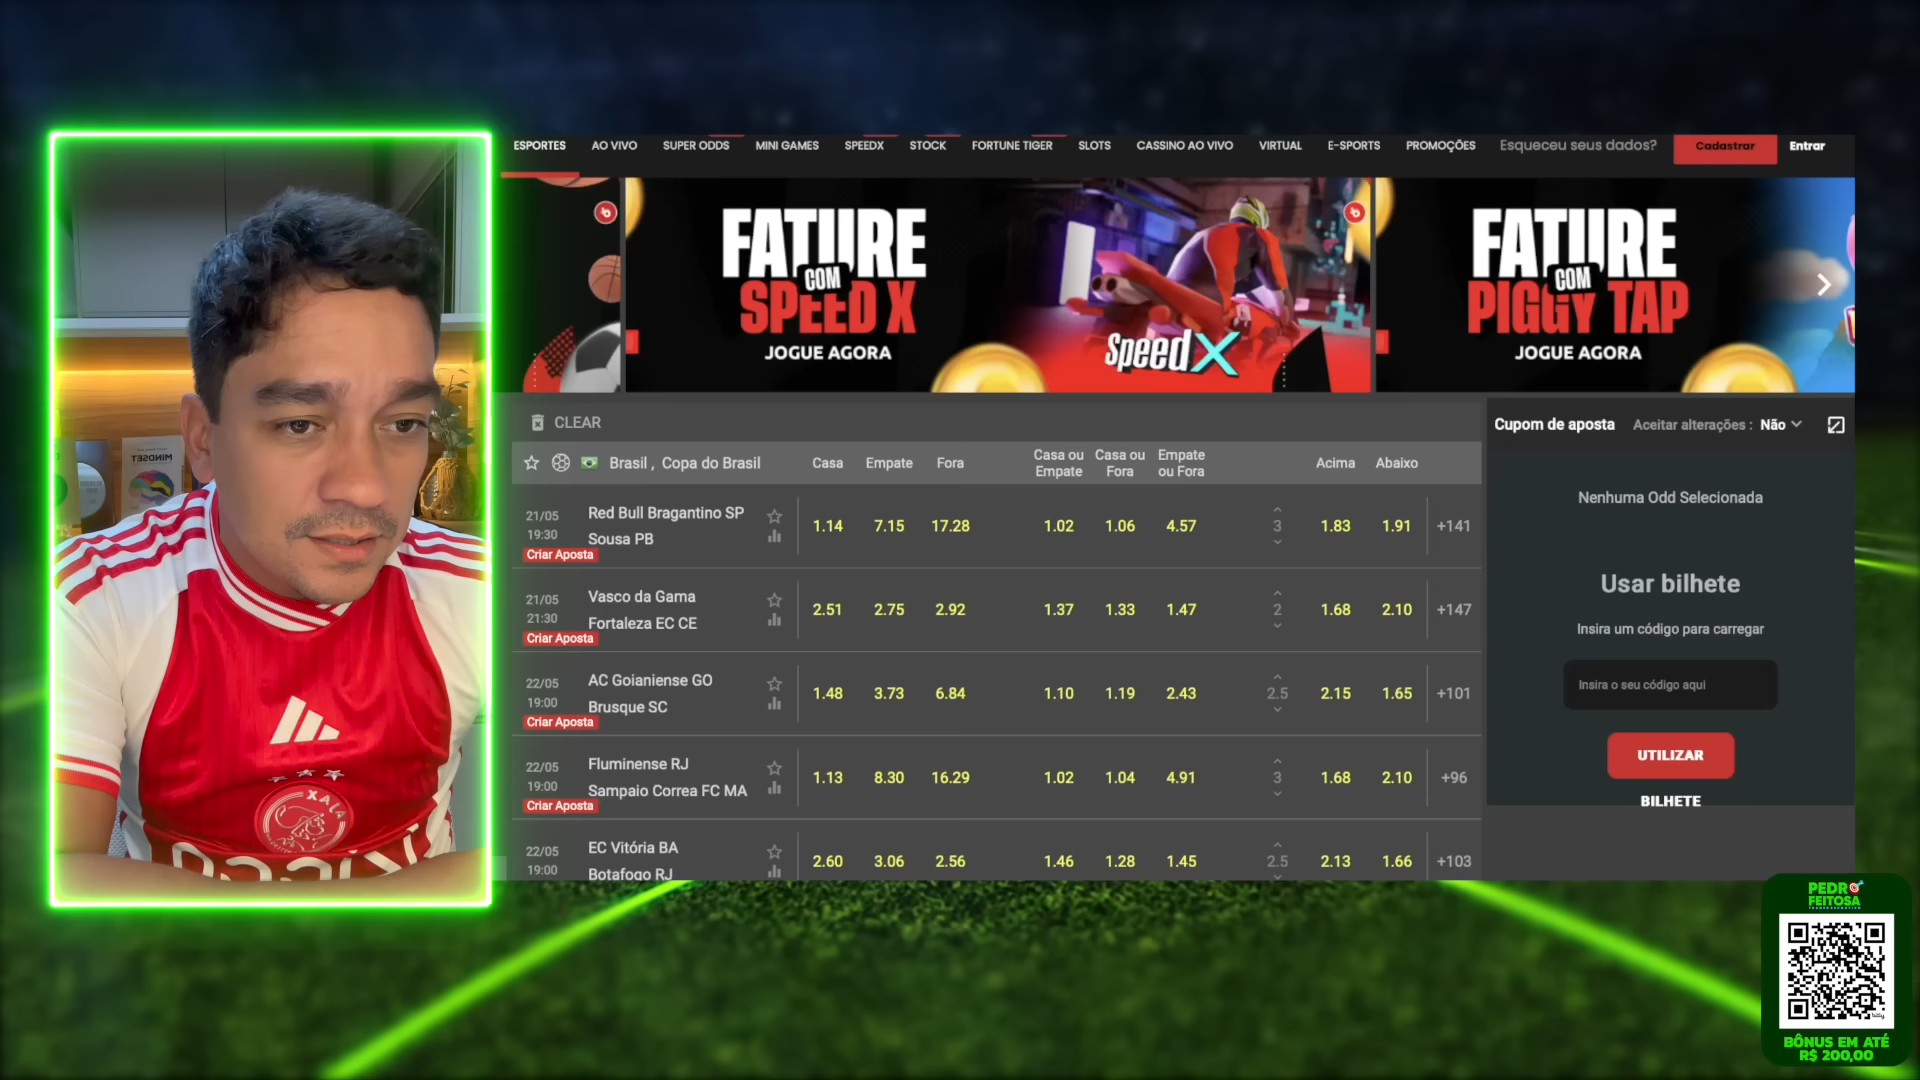 ESPORTES AO VIVO SUPER ODDS MINI GAMES SPEEDX STOCK FORTUNE TIGER SLOTS CASSINO AO VIVO VIRTUAL E-SPORTS PROMOÇÕES Esqueceu seus dados? Cadastrar Entrar
FATURE
COM
SPEED X
JOGUE AGORA
Speed X
FATURE
COM
PIGGY TAP
JOGUE AGORA
CLEAR
Brasil , Copa do Brasil Casa Empate Fora Casa ou Empate Casa ou Fora Empate ou Fora Acima Abaixo
21/05 19:30 Red Bull Bragantino SP
Sousa PB
Criar Aposta
1.14 7.15 17.28 1.02 1.06 4.57 3 1.83 1.91 +141
21/05 21:30 Vasco da Gama
Fortaleza EC CE
Criar Aposta
2.51 2.75 2.92 1.37 1.33 1.47 2 1.68 2.10 +147
22/05 19:00 AC Goianiense GO
Brusque SC
Criar Aposta
1.48 3.73 6.84 1.10 1.19 2.43 2.5 2.15 1.65 +101
22/05 19:00 Fluminense RJ
Sampaio Correa FC MA
Criar Aposta
1.13 8.30 16.29 1.02 1.04 4.91 3 1.68 2.10 +96
22/05 19:00 EC Vitória BA
Botafogo RJ
2.60 3.06 2.56 1.46 1.28 1.45 2.5 2.13 1.66 +103
Cupom de aposta Aceitar alterações : Não
Nenhuma Odd Selecionada
Usar bilhete
Insira um código para carregar
Insira o seu código aqui
UTILIZAR
BILHETE
MINDSET
AJAX
PEDRO
FEITOSA
BÔNUS EM ATÉ
R$ 200,00